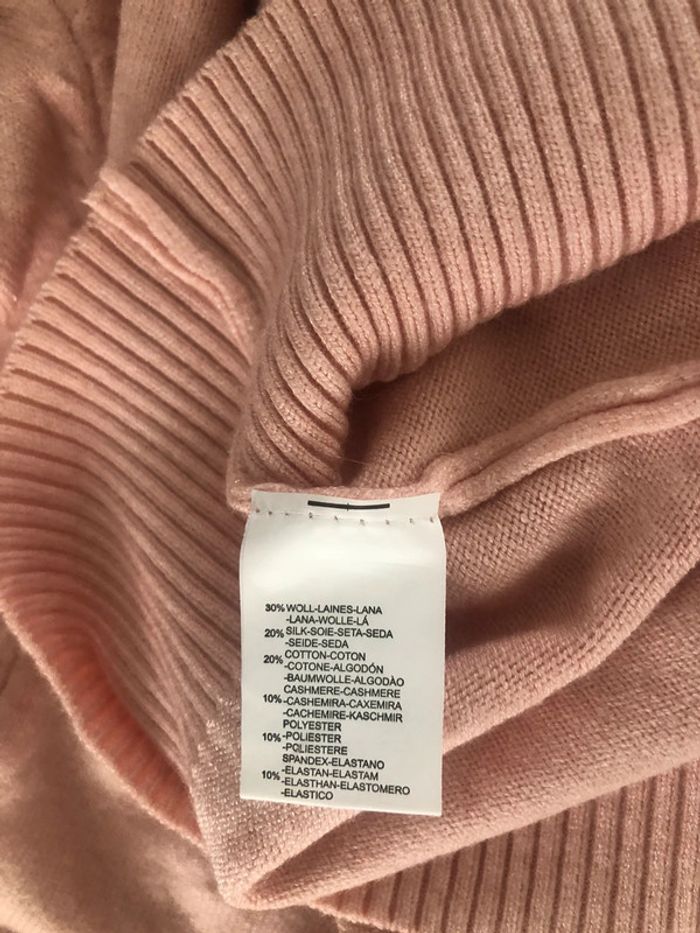 30% WOLL-LAINES-LANA
-LANA-WOLLE-LÁ
20% SILK-SOIE-SETA-SEDA
-SEIDE-SEDA
20% COTTON-COTON
-COTONE-ALGODÓN
-BAUMWOLLE-ALGODÀO
CASHMERE-CASHMERE
10% -CASHEMIRA-CAXEMIRA
-CACHEMIRE-KASCHMIR
POLYESTER
10% -POLIESTER
-POLIESTERE
SPANDEX-ELASTANO
10% -ELASTAN-ELASTAM
-ELASTHAN-ELASTOMERO
-ELASTICO